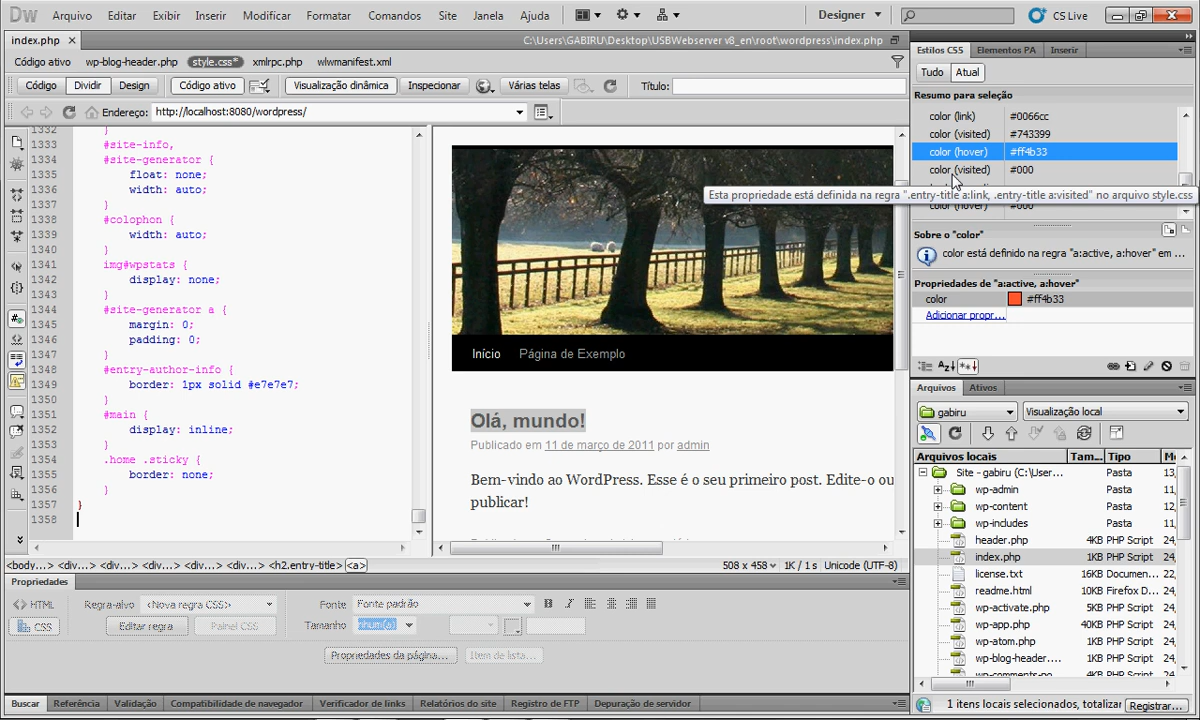 Dw Arquivo Editar Exibir Inserir Modificar Formatar Comandos Site Janela Ajuda Designer CS Live
index.php C:\Users\GABIRU\Desktop\USBWebserver v8_en\root\wordpress\index.php
Código ativo wp-blog-header.php style.css* xmlrpc.php wlwmanifest.xml
Código Dividir Design Código ativo Visualização dinâmica Inspecionar Várias telas Título:
Endereço: http://localhost:8080/wordpress/
1332 }
1333 #site-info,
1334 #site-generator {
1335 float: none;
1336 width: auto;
1337 }
1338 #colophon {
1339 width: auto;
1340 }
1341 img#wpstats {
1342 display: none;
1343 }
1344 #site-generator a {
1345 margin: 0;
1346 padding: 0;
1347 }
1348 #entry-author-info {
1349 border: 1px solid #e7e7e7;
1350 }
1351 #main {
1352 display: inline;
1353 }
1354 .home .sticky {
1355 border: none;
1356 }
1357 }
1358
Início Página de Exemplo
Olá, mundo!
Publicado em 11 de março de 2011 por admin
Bem-vindo ao WordPress. Esse é o seu primeiro post. Edite-o ou
publicar!
<body...> <div...> <div...> <div...> <div...> <div...> <h2.entry-title> <a>
508 x 458 1K / 1 s Unicode (UTF-8)
Propriedades
<> HTML Regra-alvo <Nova regra CSS> Fonte Fonte padrão B I
CSS Editar regra Painel CSS Tamanho nhum(a)
Propriedades da página... Item de lista...
Buscar Referência Validação Compatibilidade de navegador Verificador de links Relatórios do site Registro de FTP Depuração de servidor
Estilos CSS Elementos PA Inserir
Tudo Atual
Resumo para seleção
color (link) #0066cc
color (visited) #743399
color (hover) #ff4b33
color (visited) #000
Esta propriedade está definida na regra ".entry-title a:link, .entry-title a:visited" no arquivo style.css
color (hover) #000
Sobre o "color"
color está definido na regra "a:active, a:hover" em ...
Propriedades de "a:active, a:hover"
color #ff4b33
Adicionar propr...
Arquivos Ativos
gabiru Visualização local
Arquivos locais Tam... Tipo
Site - gabiru (C:\User... Pasta 13,
wp-admin Pasta 11,
wp-content Pasta 11,
wp-includes Pasta 11,
header.php 4KB PHP Script 24,
index.php 1KB PHP Script 24,
license.txt 16KB Documen... 24,
readme.html 10KB Firefox D... 24,
wp-activate.php 5KB PHP Script 24,
wp-app.php 40KB PHP Script 24,
wp-atom.php 1KB PHP Script 24,
wp-blog-header.... 1KB PHP Script 24,
1 itens locais selecionados, totalizar Registrar...